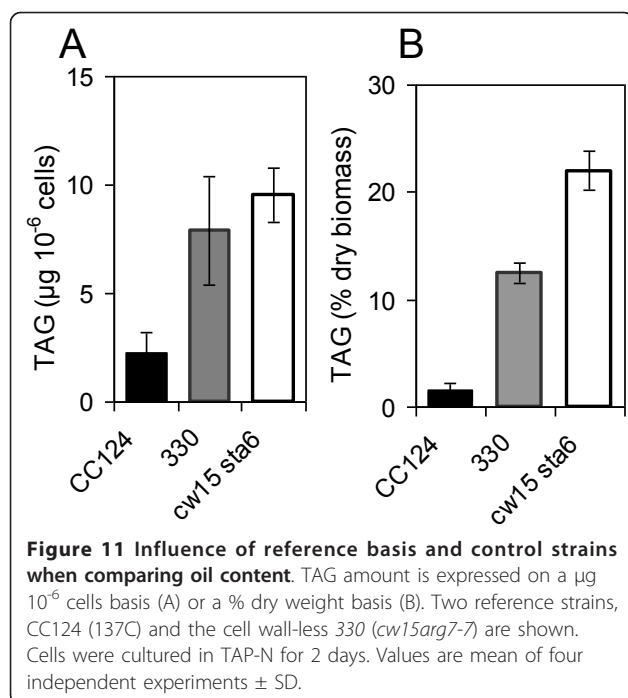 A
B
15
10
5
0
TAG (µg 10-6 cells)
CC124
330
cw15 sta6
30
20
10
0
TAG (% dry biomass)
CC124
330
cw15 sta6
Figure 11 Influence of reference basis and control strains
when comparing oil content. TAG amount is expressed on a µg
10-6 cells basis (A) or a % dry weight basis (B). Two reference strains,
CC124 (137C) and the cell wall-less 330 (cw15arg7-7) are shown.
Cells were cultured in TAP-N for 2 days. Values are mean of four
independent experiments ± SD.